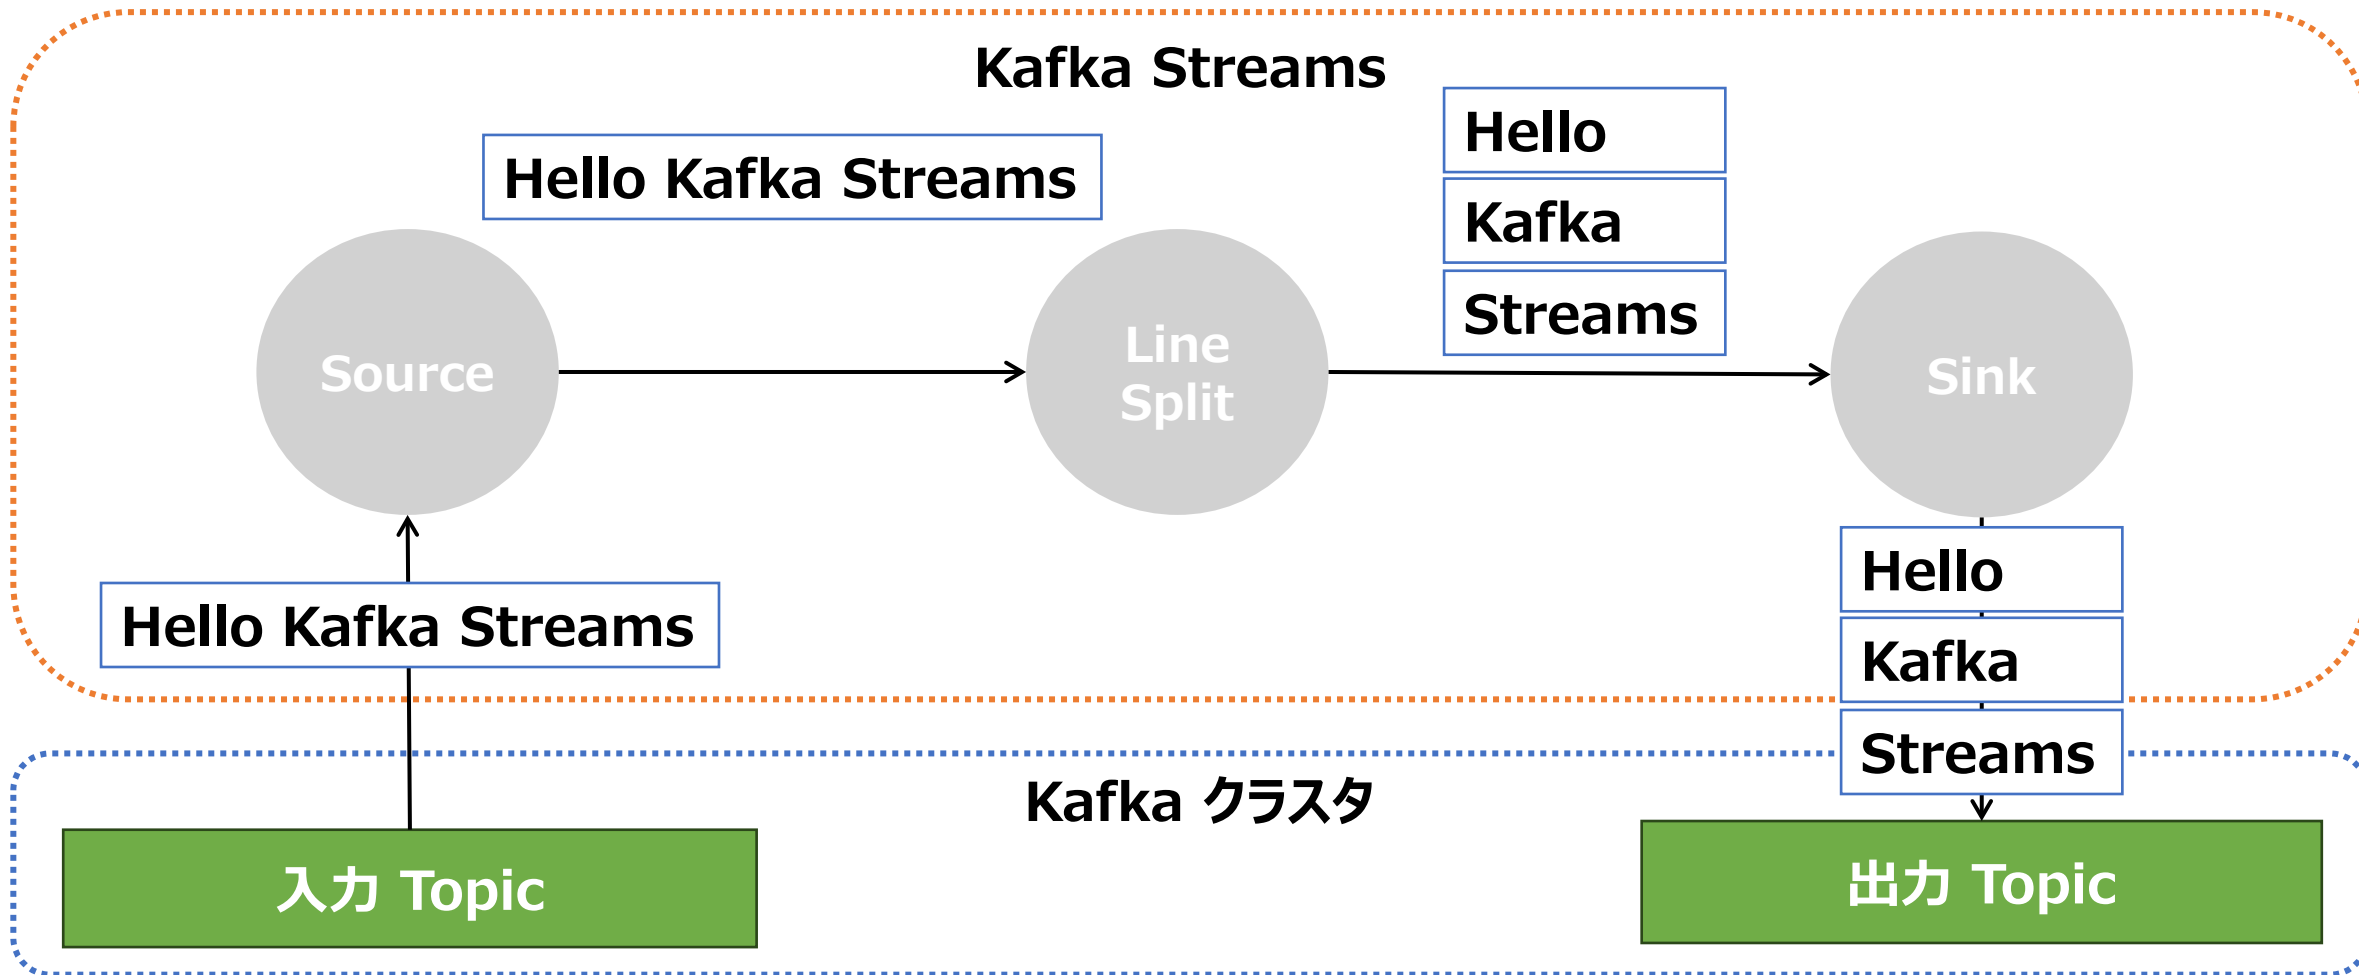 Kafka Streams
Hello Kafka Streams
Hello
Kafka
Streams
Source
Line
Split
Sink
Hello Kafka Streams
Hello
Kafka
Streams
Kafka クラスタ
入力 Topic
出力 Topic